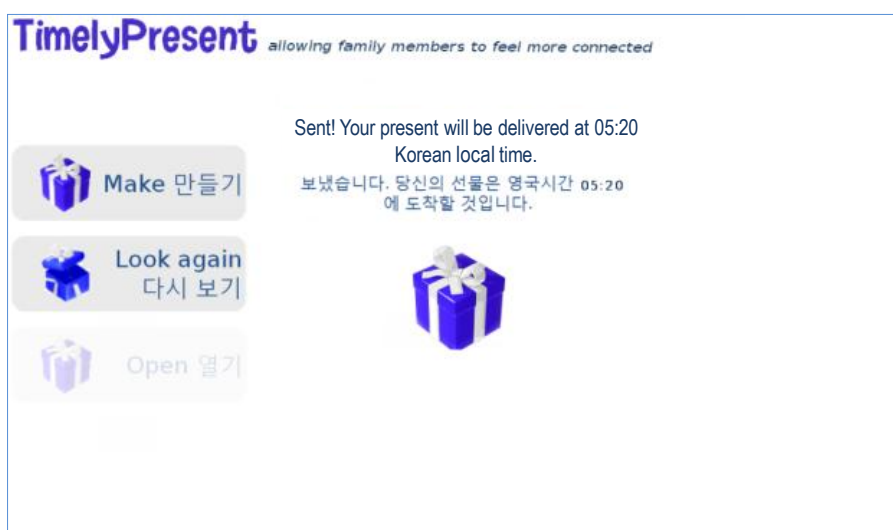 TimelyPresent allowing family members to feel more connected
Sent! Your present will be delivered at 05:20
Korean local time.
보냈습니다. 당신의 선물은 영국시간 05:20
에 도착할 것입니다.
Make 만들기
Look again
다시 보기
Open 열기